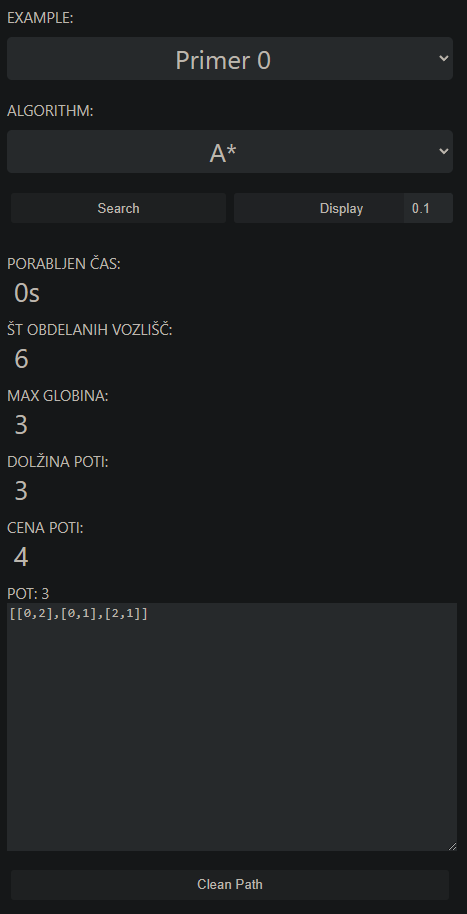 EXAMPLE:
Primer 0
ALGORITHM:
A*
Search Display 0.1
PORABLJEN ČAS:
0s
ŠT OBDELANIH VOZLIŠČ:
6
MAX GLOBINA:
3
DOLŽINA POTI:
3
CENA POTI:
4
POT: 3
[[0,2],[0,1],[2,1]]
Clean Path